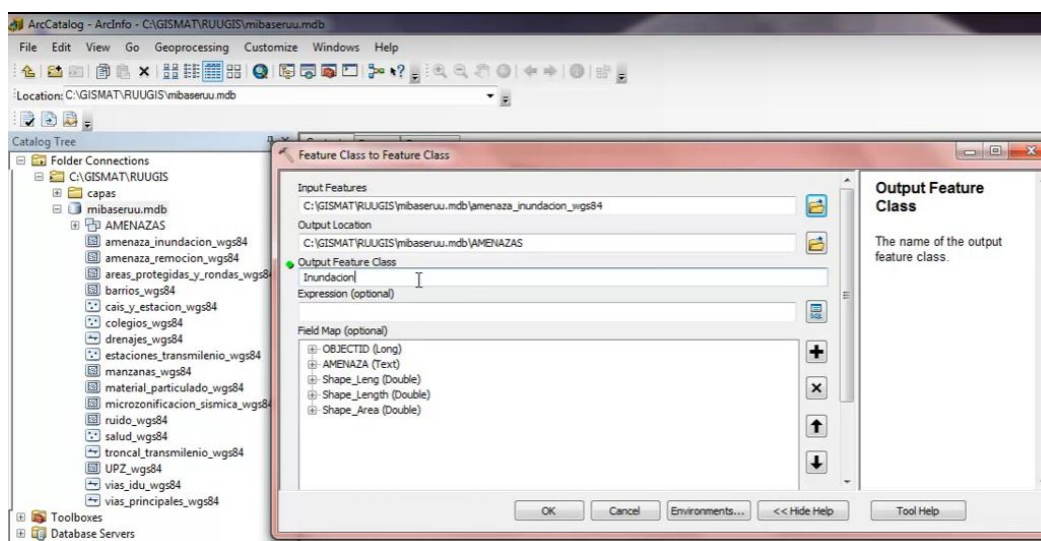 ArcCatalog - ArcInfo - C:\GISMAT\RUUGIS\mibaseruu.mdb
File Edit View Go Geoprocessing Customize Windows Help
Location: C:\GISMAT\RUUGIS\mibaseruu.mdb
Catalog Tree
Folder Connections
C:\GISMAT\RUUGIS
capas
mibaseruu.mdb
AMENAZAS
amenaza_inundacion_wgs84
amenaza_remocion_wgs84
areas_protegidas_y_rondas_wgs8
barrios_wgs84
cais_y_estacion_wgs84
colegios_wgs84
drenajes_wgs84
estaciones_transmilenio_wgs84
manzanas_wgs84
material_particulado_wgs84
microzonificacion_sismica_wgs8
ruido_wgs84
salud_wgs84
troncal_transmilenio_wgs84
UPZ_wgs84
vias_idu_wgs84
vias_principales_wgs84
Toolboxes
Database Servers
Feature Class to Feature Class
Input Features
C:\GISMAT\RUUGIS\mibaseruu.mdb\amenaza_inundacion_wgs84
Output Location
C:\GISMAT\RUUGIS\mibaseruu.mdb\AMENAZAS
Output Feature Class
Inundacion
Expression (optional)
SQL
Field Map (optional)
OBJECTID (Long)
AMENAZA (Text)
Shape_Leng (Double)
Shape_Length (Double)
Shape_Area (Double)
OK Cancel Environments... << Hide Help Tool Help
Output Feature
Class
The name of the output
feature class.